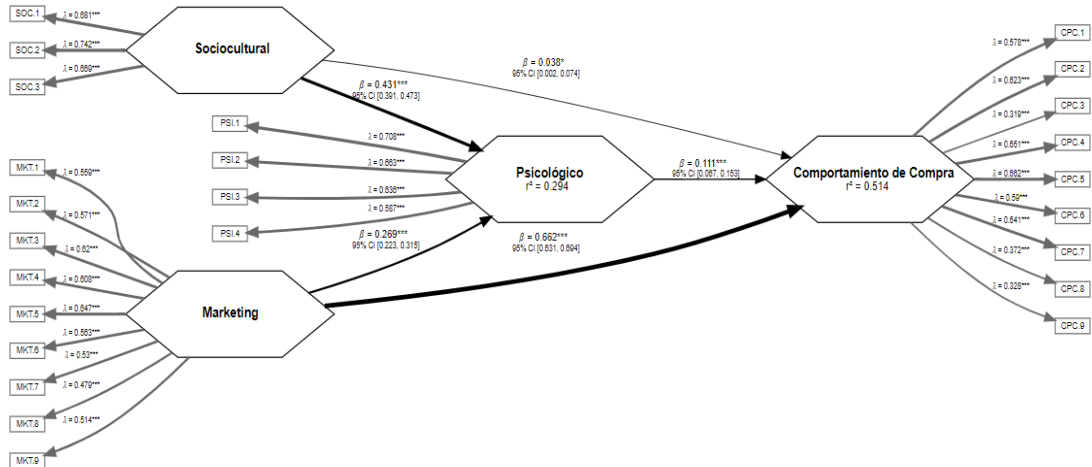 SOC.1
λ = 0.681***
SOC.2
λ = 0.742***
SOC.3
λ = 0.669***
Sociocultural
β = 0.038*
95% CI [0.002, 0.074]
β = 0.431***
95% CI [0.391, 0.473]
PSI.1
λ = 0.708***
PSI.2
λ = 0.663***
PSI.3
λ = 0.636***
PSI.4
λ = 0.687***
Psicológico
r² = 0.294
β = 0.111***
95% CI [0.067, 0.153]
β = 0.269***
95% CI [0.223, 0.315]
β = 0.662***
95% CI [0.631, 0.694]
MKT.1
λ = 0.559***
MKT.2
λ = 0.571***
MKT.3
λ = 0.62***
MKT.4
λ = 0.608***
MKT.5
λ = 0.647***
MKT.6
λ = 0.563***
MKT.7
λ = 0.53***
MKT.8
λ = 0.479***
MKT.9
λ = 0.514***
Marketing
Comportamiento de Compra
r² = 0.514
CPC.1
λ = 0.578***
CPC.2
λ = 0.623***
CPC.3
λ = 0.319***
CPC.4
λ = 0.651***
CPC.5
λ = 0.662***
CPC.6
λ = 0.59***
CPC.7
λ = 0.641***
CPC.8
λ = 0.372***
CPC.9
λ = 0.328***